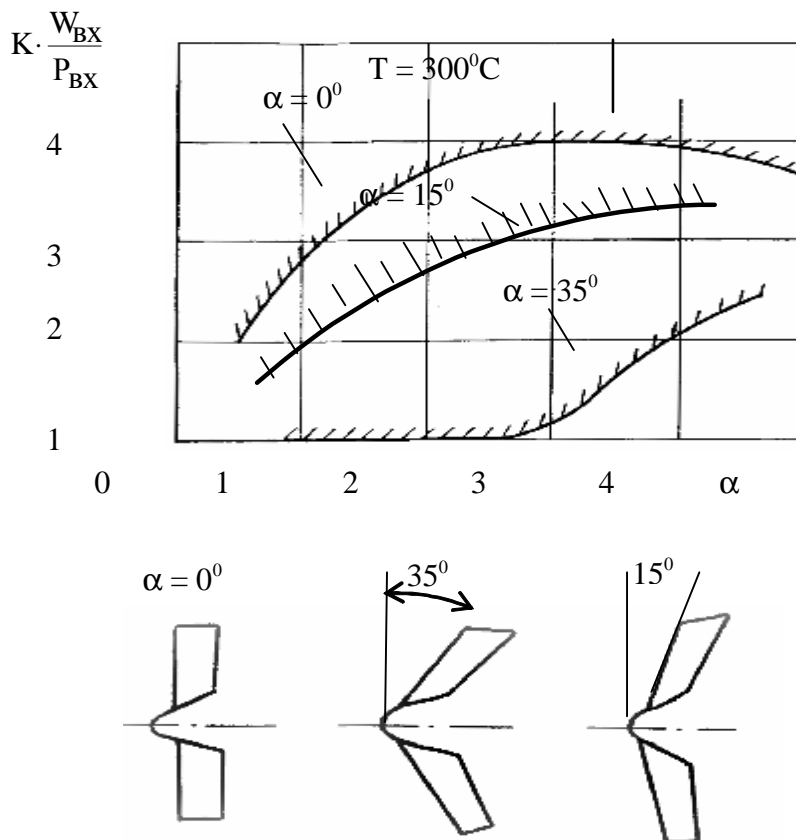 K· W_BX
P_BX
T = 300⁰C
α = 0⁰
4
α = 15⁰
3
α = 35⁰
2
1
0 1 2 3 4 α
α = 0⁰ 35⁰ 15⁰